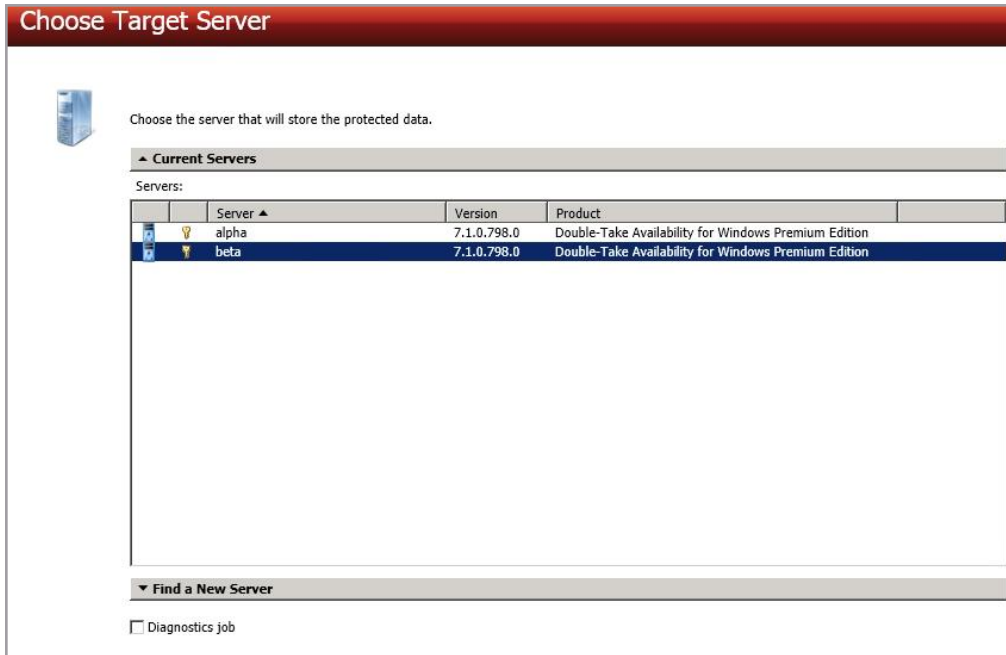 Choose Target Server
Choose the server that will store the protected data.
Current Servers
Servers:
Server Version Product
alpha 7.1.0.798.0 Double-Take Availability for Windows Premium Edition
beta 7.1.0.798.0 Double-Take Availability for Windows Premium Edition
Find a New Server
Diagnostics job